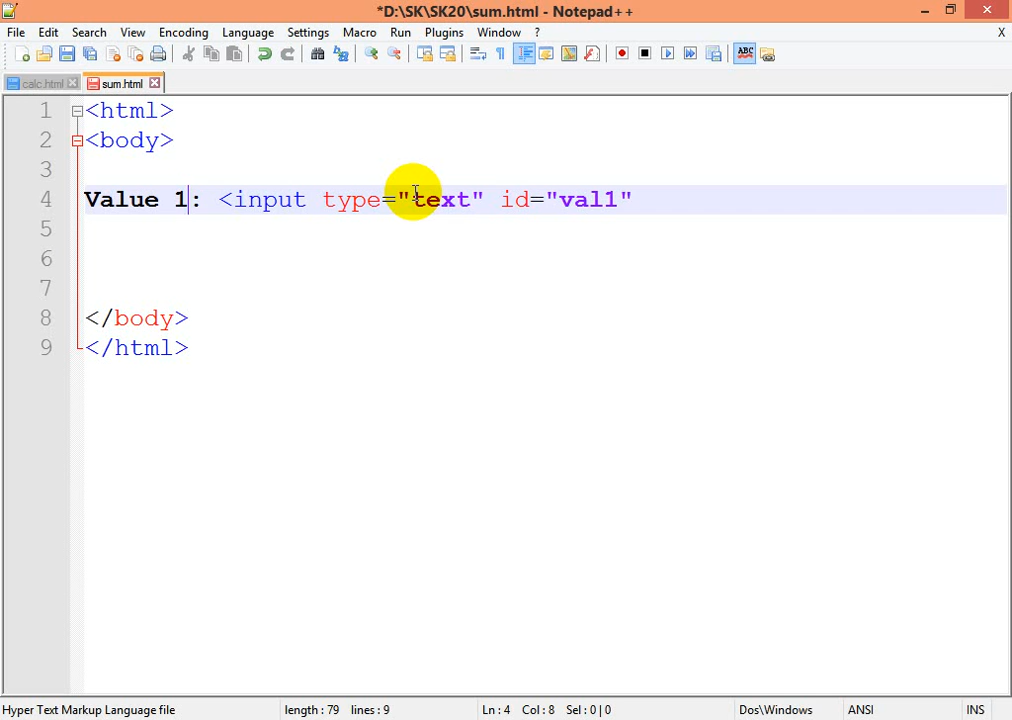 *D:\SK\SK20\sum.html - Notepad++
File Edit Search View Encoding Language Settings Macro Run Plugins Window ? X
ABC
calc.html sum.html
1 <html>
2 <body>
3
4 Value 1: <input type="text" id="val1"
5
6
7
8 </body>
9 </html>
Hyper Text Markup Language file length : 79 lines : 9 Ln : 4 Col : 8 Sel : 0 | 0 Dos\Windows ANSI INS